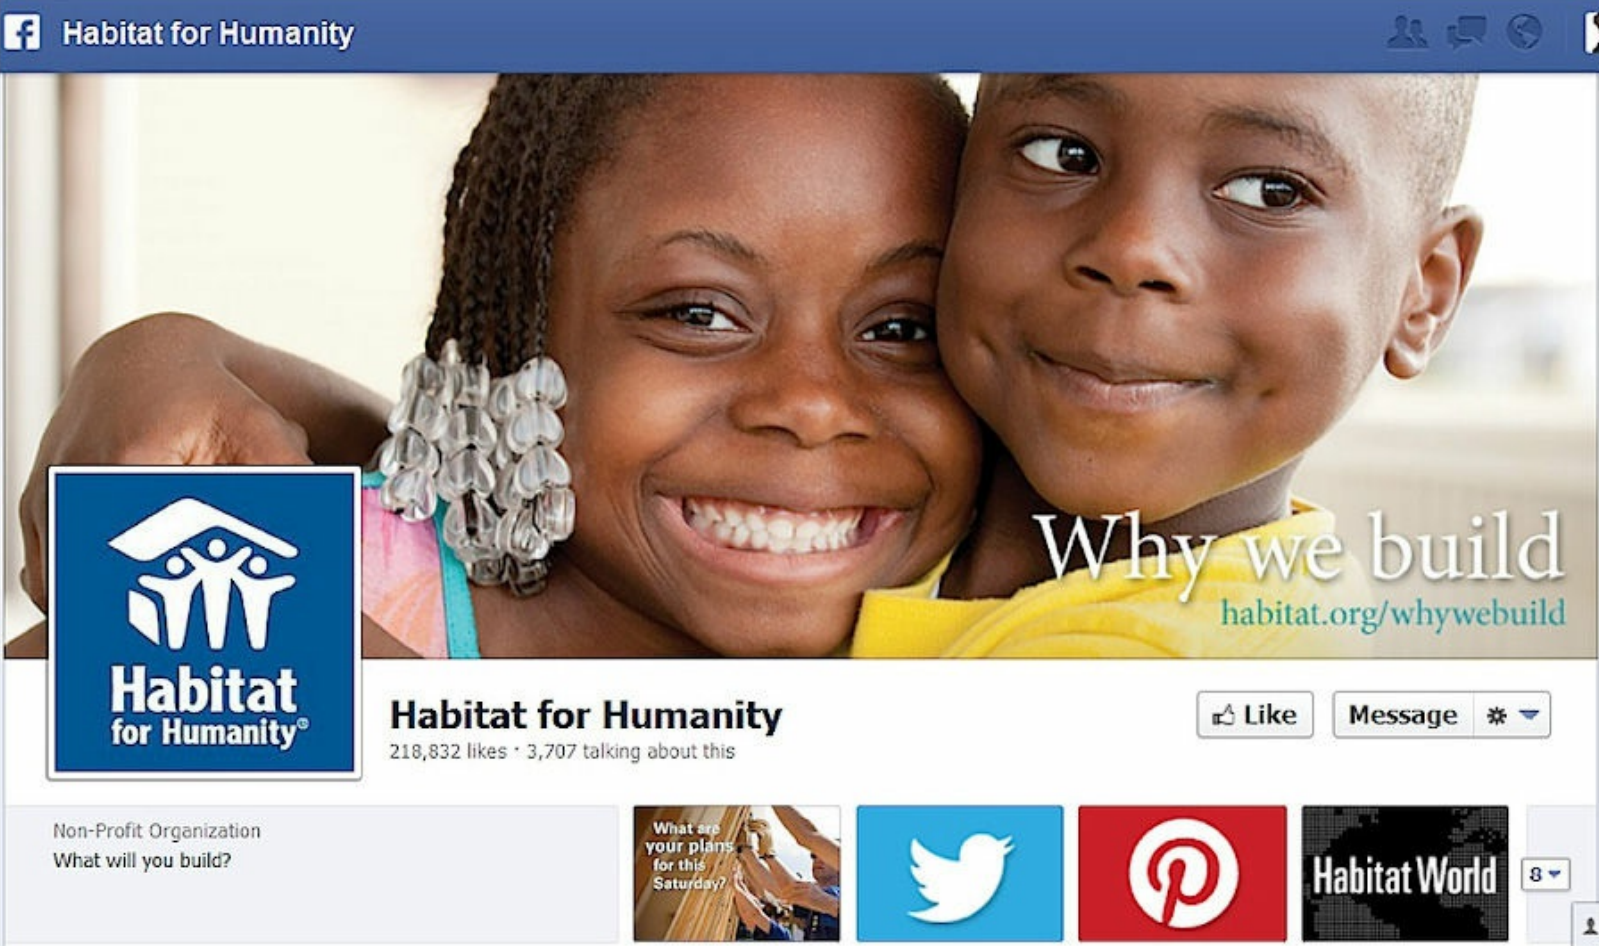 Habitat for Humanity
Why we build
habitat.org/whywebuild
Habitat
for Humanity®
Habitat for Humanity
218,832 likes · 3,707 talking about this
Like
Message
Non-Profit Organization
What will you build?
What are
your plans
for this
Saturday?
Habitat World
8